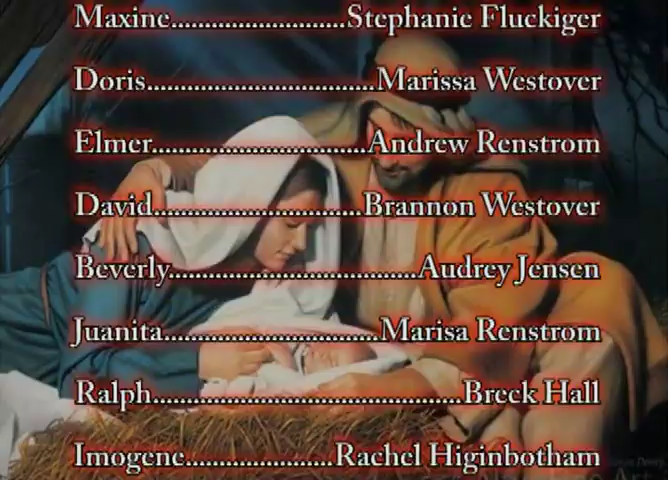 Maxine..........................Stephanie Fluckiger
Doris..................................Marissa Westover
Elmer................................Andrew Renstrom
David...............................Brannon Westover
Beverly.....................................Audrey Jensen
Juanita................................Marisa Renstrom
Ralph..............................................Breck Hall
Imogene......................Rachel Higinbotham